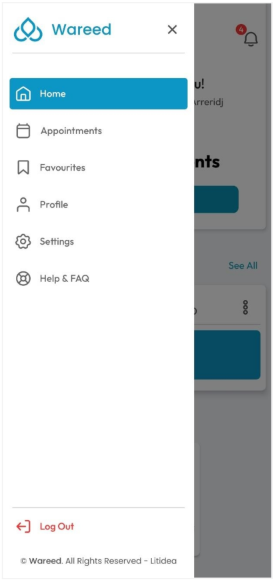 Wareed
4
Home
u!
Arreridj
Appointments
nts
Favourites
Profile
Settings
See All
Help & FAQ
Log Out
© Wareed. All Rights Reserved - Litidea